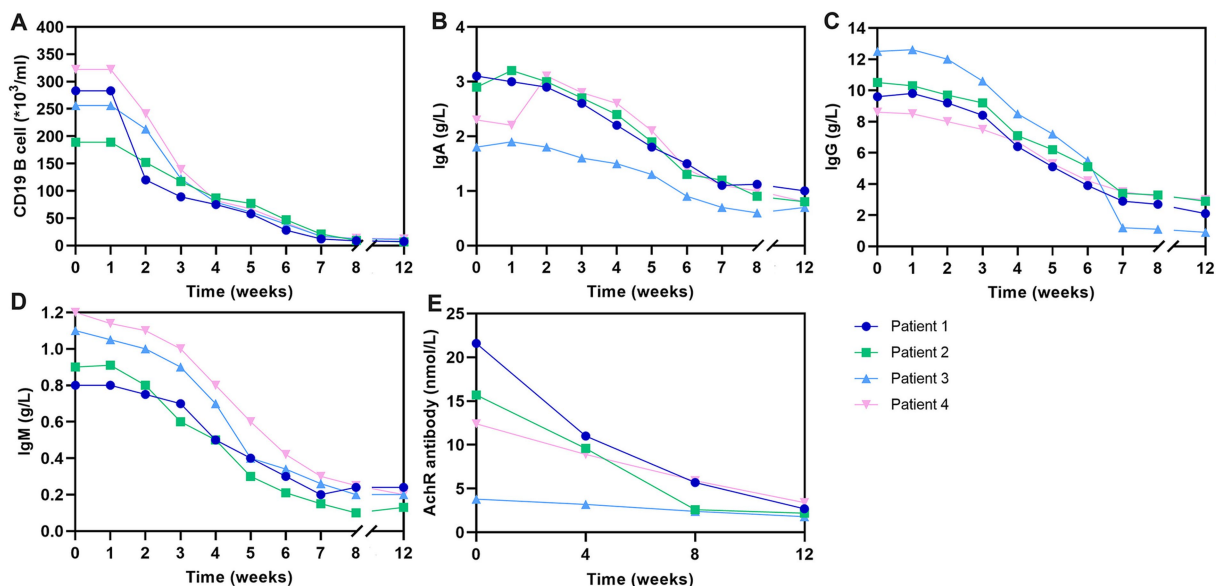 A
CD19 B cell (*10³/ml)
400
350
300
250
200
150
100
50
0
0 1 2 3 4 5 6 7 8 12
Time (weeks)
B
IgA (g/L)
4
3
2
1
0
0 1 2 3 4 5 6 7 8 12
Time (weeks)
C
IgG (g/L)
14
12
10
8
6
4
2
0
0 1 2 3 4 5 6 7 8 12
Time (weeks)
D
IgM (g/L)
1.2
1.0
0.8
0.6
0.4
0.2
0.0
0 1 2 3 4 5 6 7 8 12
Time (weeks)
E
AchR antibody (nmol/L)
25
20
15
10
5
0
0 4 8 12
Time (weeks)
Patient 1
Patient 2
Patient 3
Patient 4